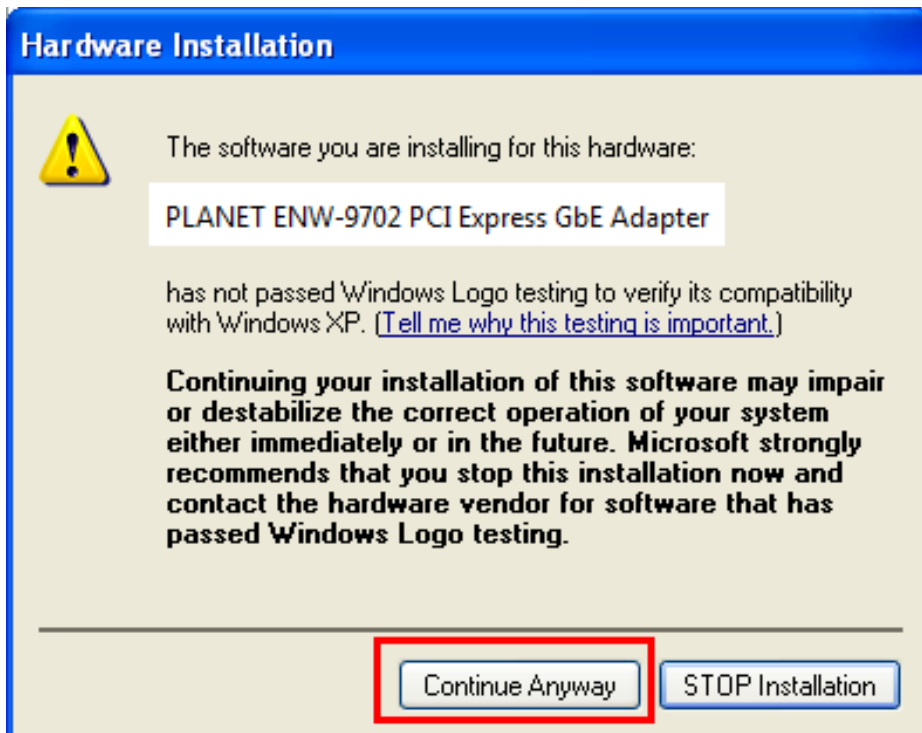 Hardware Installation
The software you are installing for this hardware:
PLANET ENW-9702 PCI Express GbE Adapter
has not passed Windows Logo testing to verify its compatibility
with Windows XP. (Tell me why this testing is important.)
Continuing your installation of this software may impair
or destabilize the correct operation of your system
either immediately or in the future. Microsoft strongly
recommends that you stop this installation now and
contact the hardware vendor for software that has
passed Windows Logo testing.
Continue Anyway
STOP Installation